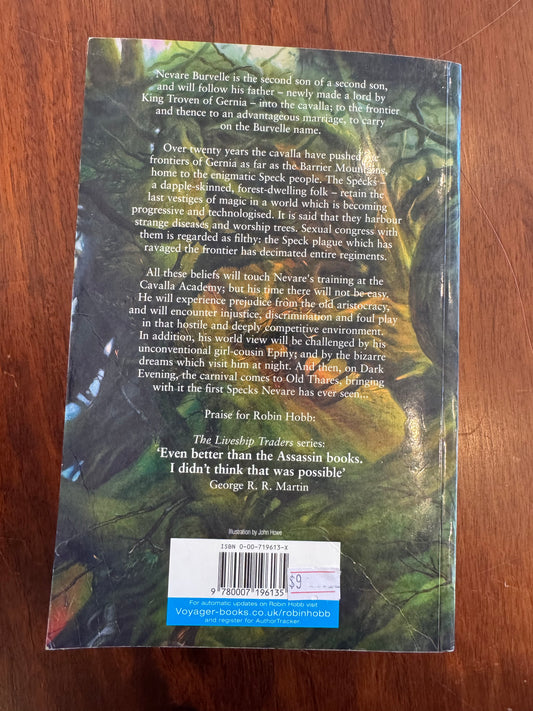 Nevare Burvelle is the second son of a second son,
and will follow his father – newly made a lord by
King Troven of Gernia – into the cavalla; to the frontier
and thence to an advantageous marriage, to carry
on the Burvelle name.
Over twenty years the cavalla have pushed the
frontiers of Gernia as far as the Barrier Mountains,
home to the enigmatic Speck people. The Specks –
a dapple-skinned, forest-dwelling folk – retain the
last vestiges of magic in a world which is becoming
progressive and technologised. It is said that they harbour
strange diseases and worship trees. Sexual congress with
them is regarded as filthy: the Speck plague which has
ravaged the frontier has decimated entire regiments.
All these beliefs will touch Nevare's training at the
Cavalla Academy; but his time there will not be easy.
He will experience prejudice from the old aristocracy,
and will encounter injustice, discrimination and foul play
in that hostile and deeply competitive environment.
In addition, his world view will be challenged by his
unconventional girl-cousin Epiny; and by the bizarre
dreams which visit him at night. And then, on Dark
Evening, the carnival comes to Old Thares, bringing
with it the first Specks Nevare has ever seen...
Praise for Robin Hobb:
The Liveship Traders series:
'Even better than the Assassin books.
I didn't think that was possible'
George R. R. Martin
Illustration by John Howe
ISBN 0-00-719613-X
9 780007 196135
$9
For automatic updates on Robin Hobb visit
Voyager-books.co.uk/robinhobb
and register for AuthorTracker